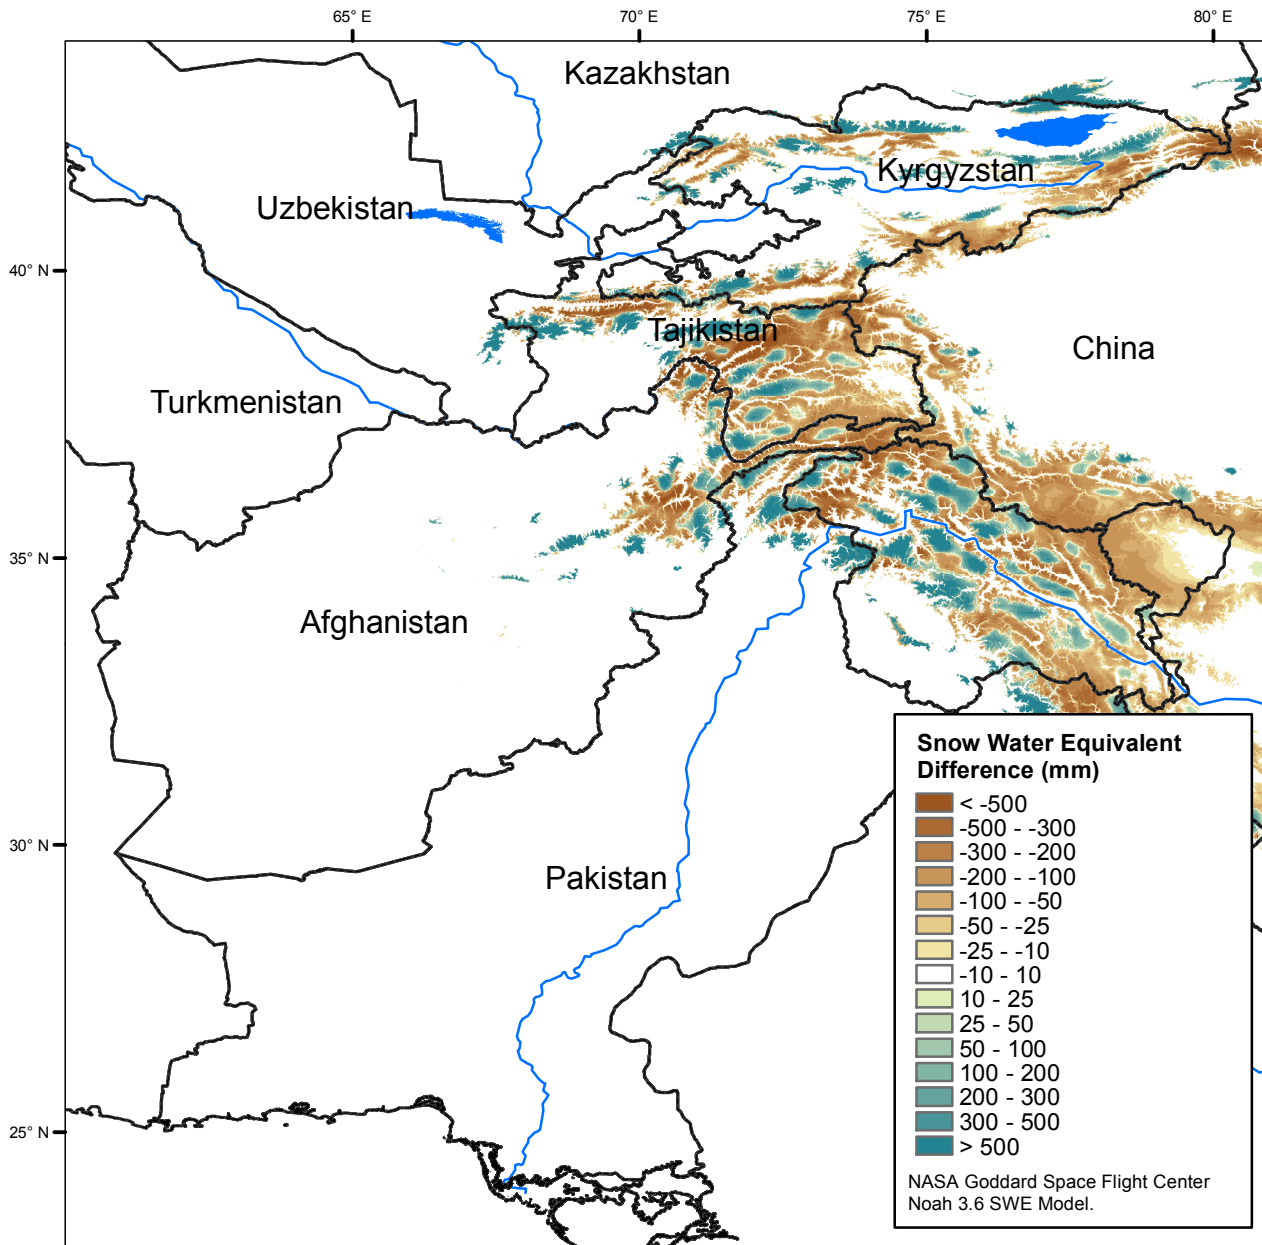 65° E
70° E
75° E
80° E
Kazakhstan
Kyrgyzstan
Uzbekistan
40° N
Tajikistan
China
Turkmenistan
35° N
Afghanistan
Snow Water Equivalent
Difference (mm)
< -500
-500 - -300
-300 - -200
-200 - -100
-100 - -50
-50 - -25
-25 - -10
-10 - 10
10 - 25
25 - 50
50 - 100
100 - 200
200 - 300
300 - 500
> 500
NASA Goddard Space Flight Center
Noah 3.6 SWE Model.
30° N
Pakistan
25° N